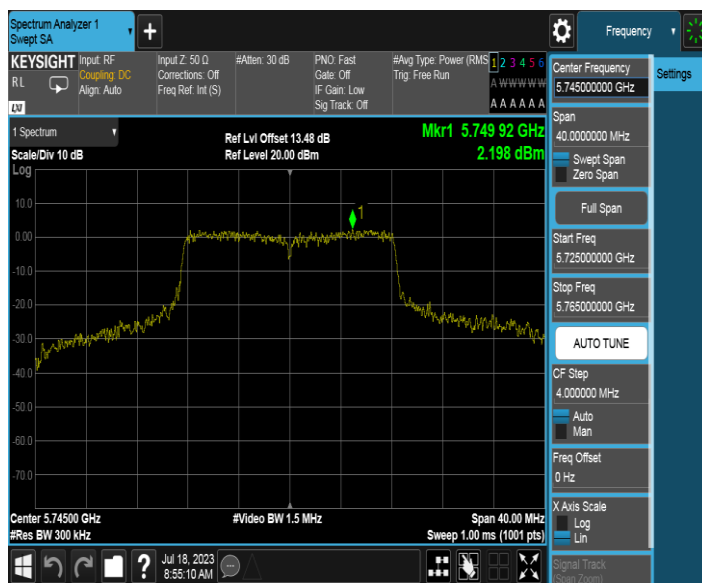 Spectrum Analyzer 1
Swept SA
+
Frequency
KEYSIGHT
RL
LXI
Input: RF
Coupling: DC
Align: Auto
Input Z: 50 Ω
Corrections: Off
Freq Ref: Int (S)
#Atten: 30 dB
PNO: Fast
Gate: Off
IF Gain: Low
Sig Track: Off
#Avg Type: Power (RMS
Trig: Free Run
1 2 3 4 5 6
A W W W W W
A A A A A A
1 Spectrum
Scale/Div 10 dB
Log
Ref Lvl Offset 13.48 dB
Ref Level 20.00 dBm
Mkr1 5.749 92 GHz
2.198 dBm
1
10.0
0.00
-10.0
-20.0
-30.0
-40.0
-50.0
-60.0
-70.0
Center 5.74500 GHz
#Res BW 300 kHz
#Video BW 1.5 MHz
Span 40.00 MHz
Sweep 1.00 ms (1001 pts)
Center Frequency
5.745000000 GHz
Settings
Span
40.0000000 MHz
Swept Span
Zero Span
Full Span
Start Freq
5.725000000 GHz
Stop Freq
5.765000000 GHz
AUTO TUNE
CF Step
4.000000 MHz
Auto
Man
Freq Offset
0 Hz
X Axis Scale
Log
Lin
Signal Track
(Span Zoom)
?
Jul 18, 2023
8:55:10 AM